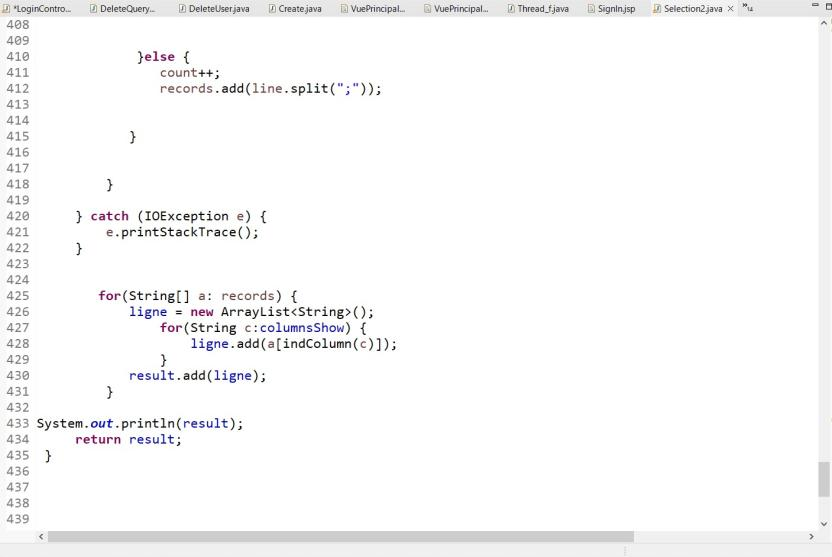 *LoginContro... DeleteQuery... DeleteUser.java Create.java VuePrincipal... VuePrincipal... Thread_f.java SignIn.jsp Selection2.java
408
409
410 }else {
411 count++;
412 records.add(line.split(";"));
413
414
415 }
416
417
418 }
419
420 } catch (IOException e) {
421 e.printStackTrace();
422 }
423
424
425 for(String[] a: records) {
426 ligne = new ArrayList<String>();
427 for(String c:columnsShow) {
428 ligne.add(a[indColumn(c)]);
429 }
430 result.add(ligne);
431 }
432
433 System.out.println(result);
434 return result;
435 }
436
437
438
439